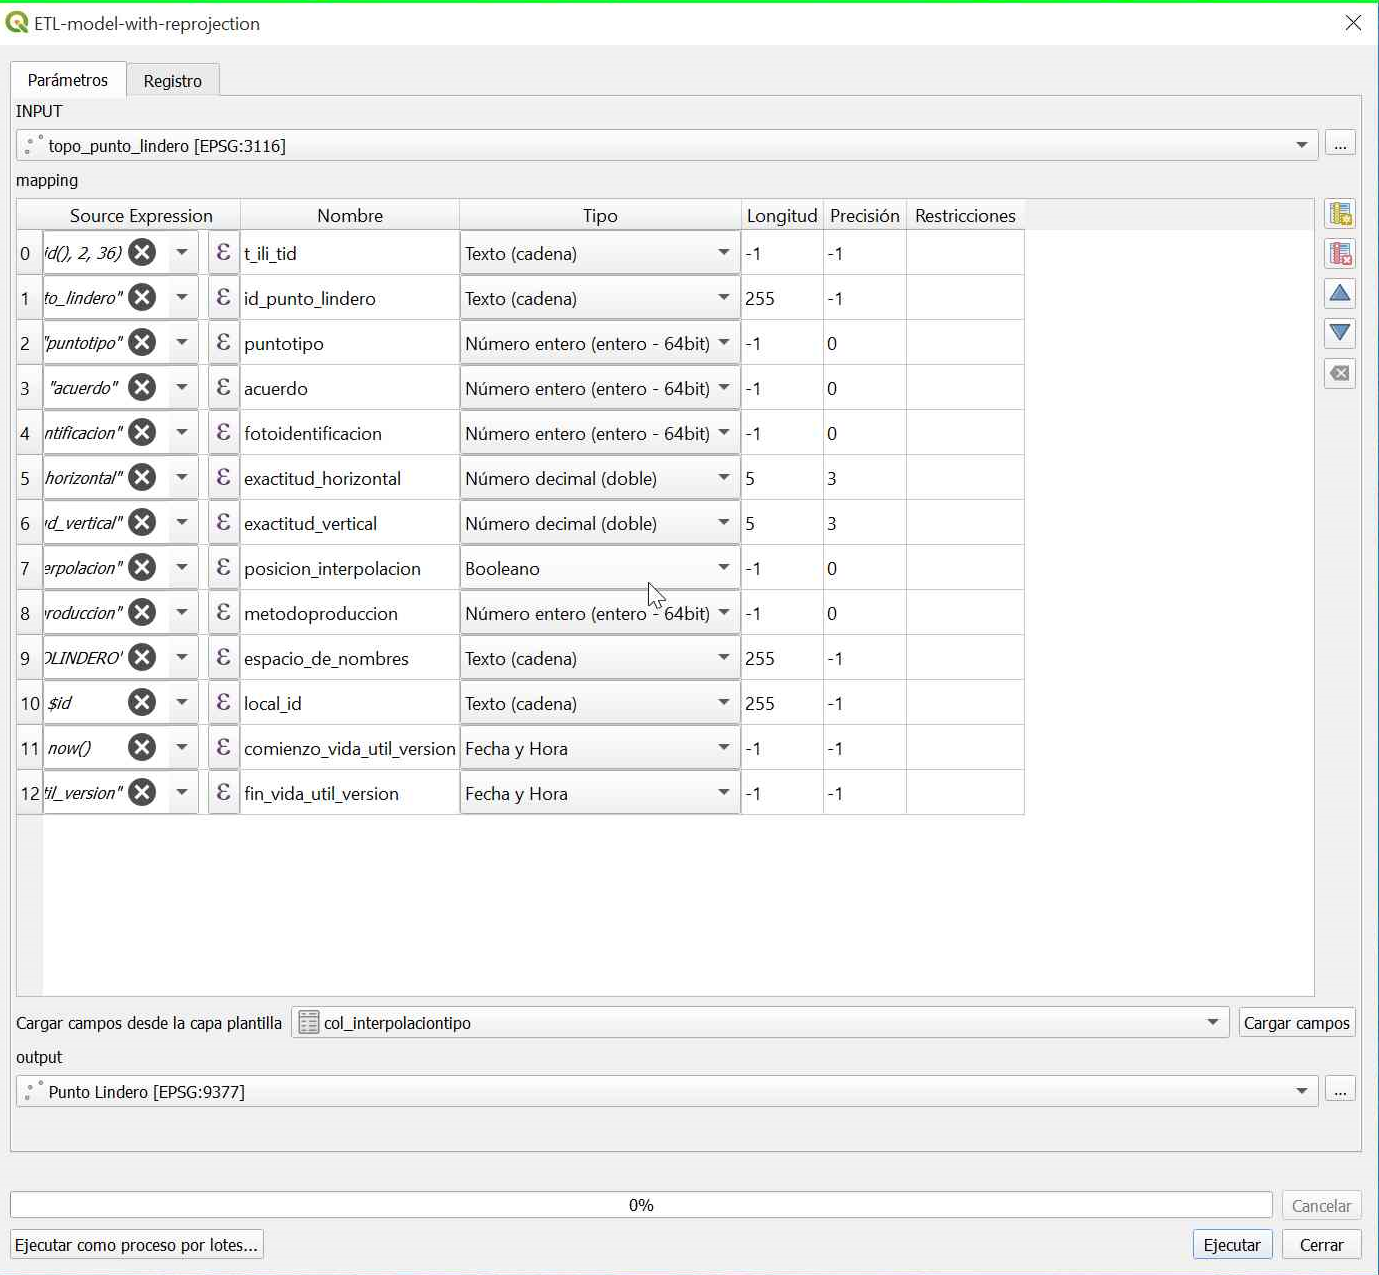 ETL-model-with-reprojection
Parámetros Registro
INPUT
topo_punto_lindero [EPSG:3116] ...
mapping
Source Expression Nombre Tipo Longitud Precisión Restricciones
0 id(), 2, 36) ε t_ili_tid Texto (cadena) -1 -1
1 to_lindero" ε id_punto_lindero Texto (cadena) 255 -1
2 "puntotipo" ε puntotipo Número entero (entero - 64bit) -1 0
3 "acuerdo" ε acuerdo Número entero (entero - 64bit) -1 0
4 ntificacion" ε fotoidentificacion Número entero (entero - 64bit) -1 0
5 horizontal" ε exactitud_horizontal Número decimal (doble) 5 3
6 d_vertical" ε exactitud_vertical Número decimal (doble) 5 3
7 erpolacion" ε posicion_interpolacion Booleano -1 0
8 roduccion" ε metodoproduccion Número entero (entero - 64bit) -1 0
9 OLINDERO' ε espacio_de_nombres Texto (cadena) 255 -1
10 $id ε local_id Texto (cadena) 255 -1
11 now() ε comienzo_vida_util_version Fecha y Hora -1 -1
12 til_version" ε fin_vida_util_version Fecha y Hora -1 -1
Cargar campos desde la capa plantilla col_interpolaciontipo Cargar campos
output
Punto Lindero [EPSG:9377] ...
0% Cancelar
Ejecutar como proceso por lotes... Ejecutar Cerrar